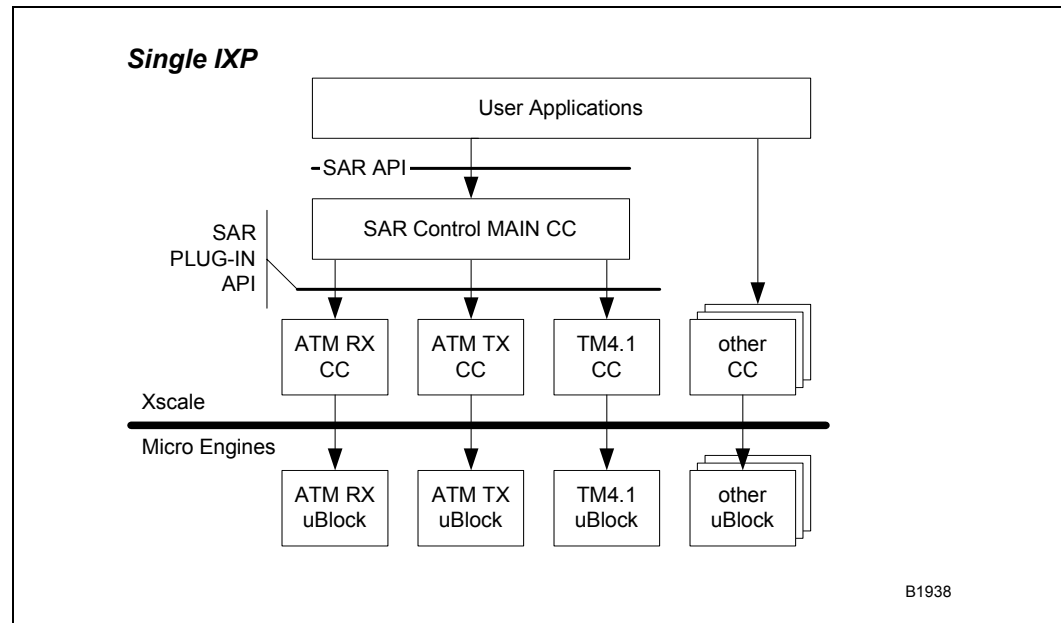 Single IXP
User Applications
SAR API
SAR Control MAIN CC
SAR
PLUG-IN
API
ATM RX
CC
ATM TX
CC
TM4.1
CC
other
CC
Xscale
Micro Engines
ATM RX
uBlock
ATM TX
uBlock
TM4.1
uBlock
other
uBlock
B1938